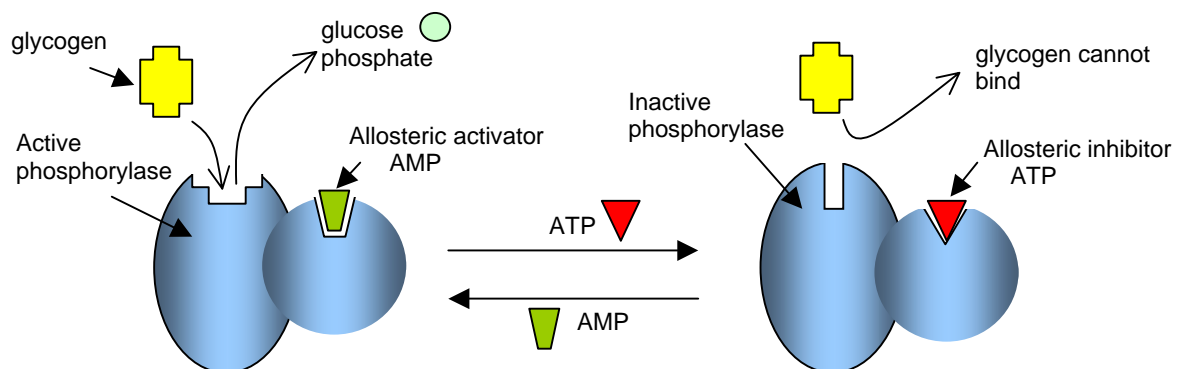 glycogen
glucose
phosphate
Active
phosphorylase
Allosteric activator
AMP
ATP
AMP
Inactive
phosphorylase
glycogen cannot
bind
Allosteric inhibitor
ATP